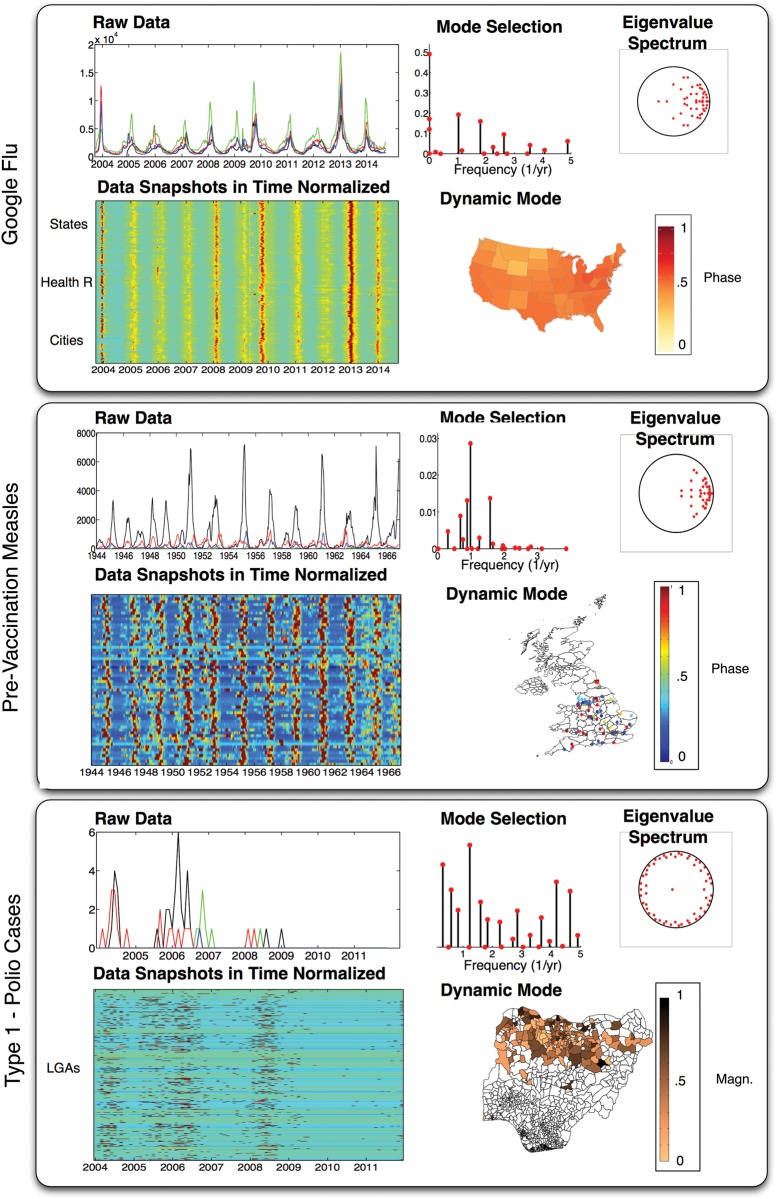 Google Flu
Raw Data
x 10^4
2
1.5
1
0.5
0
2004 2005 2006 2007 2008 2009 2010 2011 2012 2013 2014
Mode Selection
0.5
0.4
0.3
0.2
0.1
0
0 1 2 3 4 5
Frequency (1/yr)
Eigenvalue
Spectrum
Data Snapshots in Time Normalized
States
Health R
Cities
2004 2005 2006 2007 2008 2009 2010 2011 2012 2013 2014
Dynamic Mode
1
.5
0
Phase
Pre-Vaccination Measles
Raw Data
8000
6000
4000
2000
0
1944 1946 1948 1950 1952 1954 1956 1958 1960 1962 1964 1966
Mode Selection
0.03
0.02
0.01
0
0 1 2 3
Frequency (1/yr)
Eigenvalue
Spectrum
Data Snapshots in Time Normalized
1944 1946 1948 1950 1952 1954 1956 1958 1960 1962 1964 1966
Dynamic Mode
1
.5
0
Phase
Type 1 - Polio Cases
Raw Data
6
4
2
0
2005 2006 2007 2008 2009 2010 2011
Mode Selection
1 2 3 4 5
Frequency (1/yr)
Eigenvalue
Spectrum
Data Snapshots in Time Normalized
LGAs
2004 2005 2006 2007 2008 2009 2010 2011
Dynamic Mode
1
.5
0
Magn.